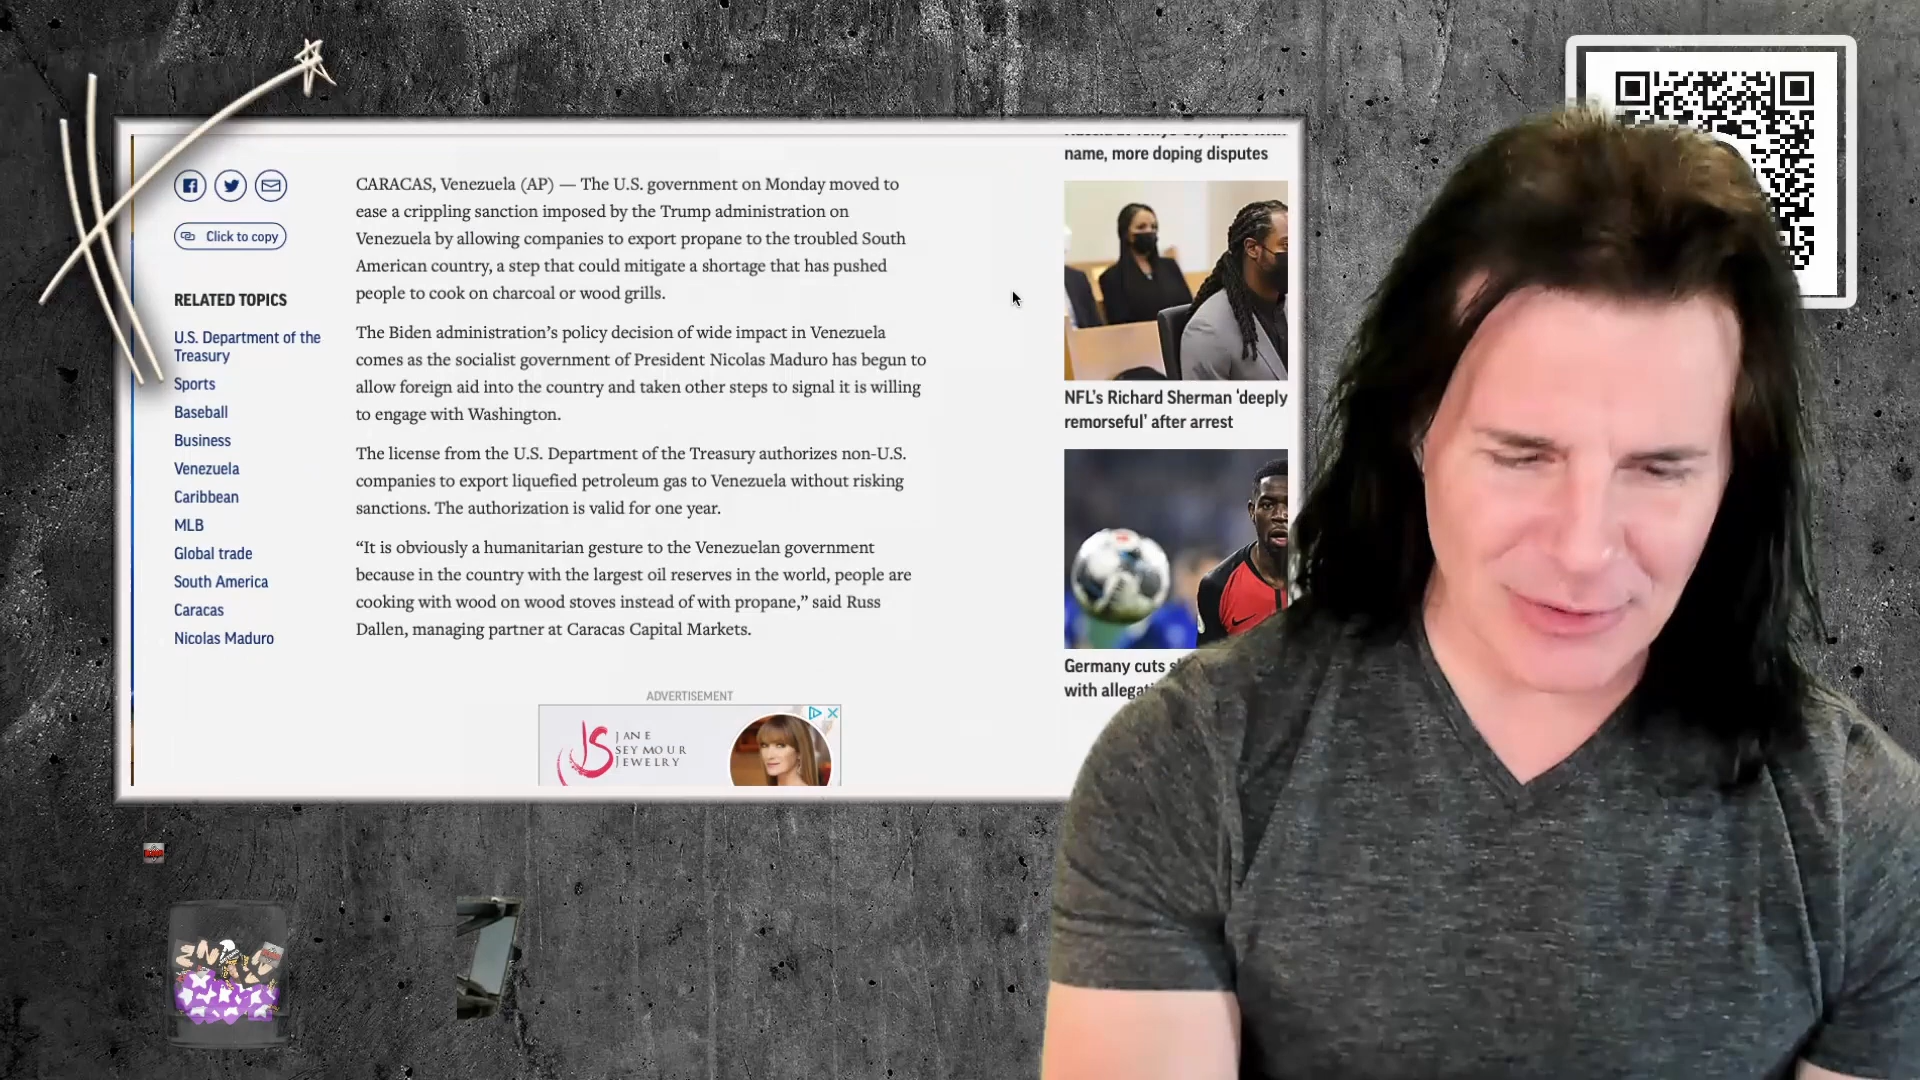 Click to copy
RELATED TOPICS
U.S. Department of the
Treasury
Sports
Baseball
Business
Venezuela
Caribbean
MLB
Global trade
South America
Caracas
Nicolas Maduro
CARACAS, Venezuela (AP) — The U.S. government on Monday moved to
ease a crippling sanction imposed by the Trump administration on
Venezuela by allowing companies to export propane to the troubled South
American country, a step that could mitigate a shortage that has pushed
people to cook on charcoal or wood grills.
The Biden administration’s policy decision of wide impact in Venezuela
comes as the socialist government of President Nicolas Maduro has begun to
allow foreign aid into the country and taken other steps to signal it is willing
to engage with Washington.
The license from the U.S. Department of the Treasury authorizes non-U.S.
companies to export liquefied petroleum gas to Venezuela without risking
sanctions. The authorization is valid for one year.
“It is obviously a humanitarian gesture to the Venezuelan government
because in the country with the largest oil reserves in the world, people are
cooking with wood on wood stoves instead of with propane,” said Russ
Dallen, managing partner at Caracas Capital Markets.
ADVERTISEMENT
JS
JANE
SEYMOUR
JEWELRY
name, more doping disputes
NFL’s Richard Sherman ‘deeply
remorseful’ after arrest
Germany cuts
with